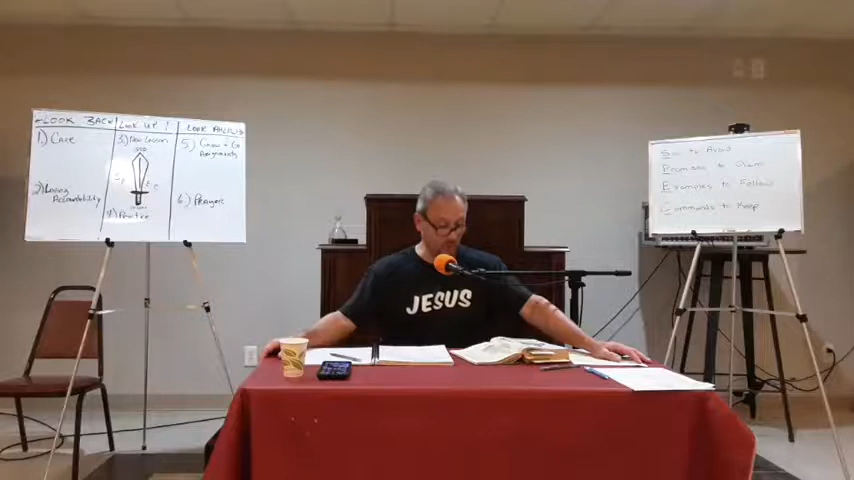 LOOK BACK
LOOK UP
LOOK AHEAD
1) CARE
2) LOVING ACCOUNTABILITY
3) NEW LESSON
4) PRACTICE
5) GROW + GO ASSIGNMENTS
6) PRAYER
SIN TO AVOID
PROMISES TO CLAIM
EXAMPLES TO FOLLOW
COMMANDS TO KEEP
JESUS